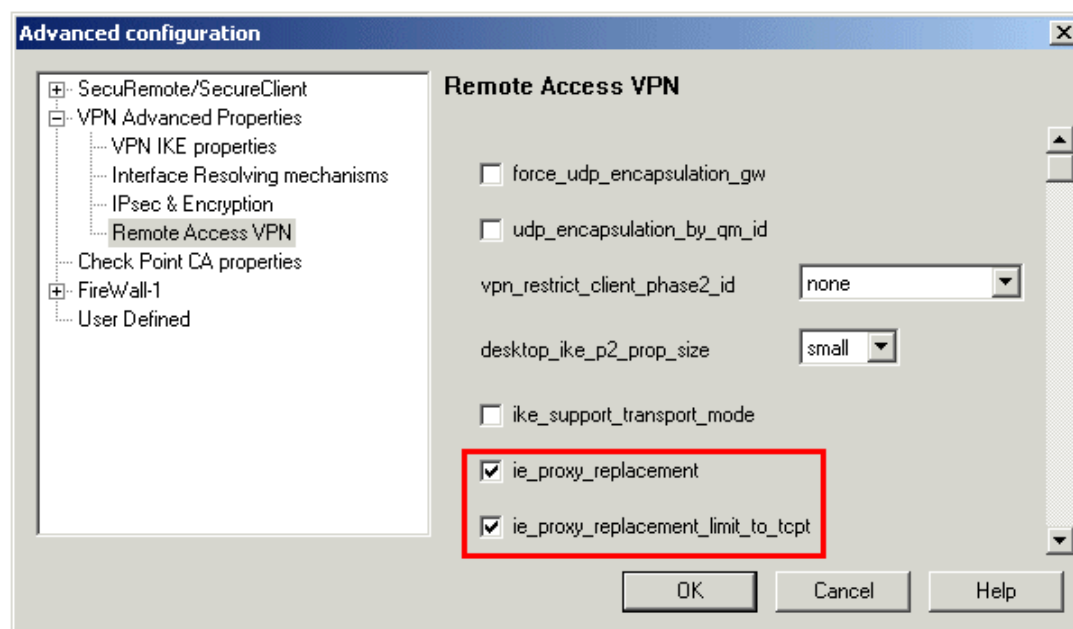 Advanced configuration
SecuRemote/SecureClient
VPN Advanced Properties
VPN IKE properties
Interface Resolving mechanisms
IPsec & Encryption
Remote Access VPN
Check Point CA properties
FireWall-1
User Defined
Remote Access VPN
force_udp_encapsulation_gw
udp_encapsulation_by_qm_id
vpn_restrict_client_phase2_id none
desktop_ike_p2_prop_size small
ike_support_transport_mode
ie_proxy_replacement
ie_proxy_replacement_limit_to_tcpt
OK Cancel Help